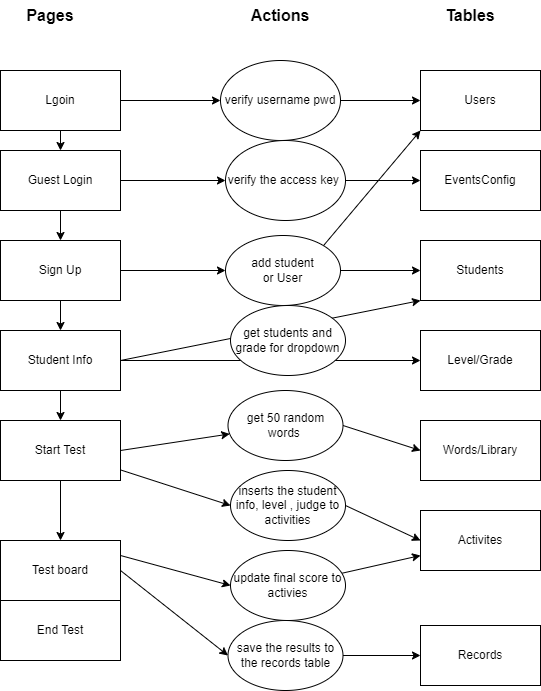 Pages
Actions
Tables
Lgoin
verify username pwd
Users
Guest Login
verify the access key
EventsConfig
Sign Up
add student
or User
Students
Student Info
get students and
grade for dropdown
Level/Grade
Start Test
get 50 random
words
Words/Library
inserts the student
info, level , judge to
activities
Activites
Test board
update final score to
activies
End Test
save the results to
the records table
Records